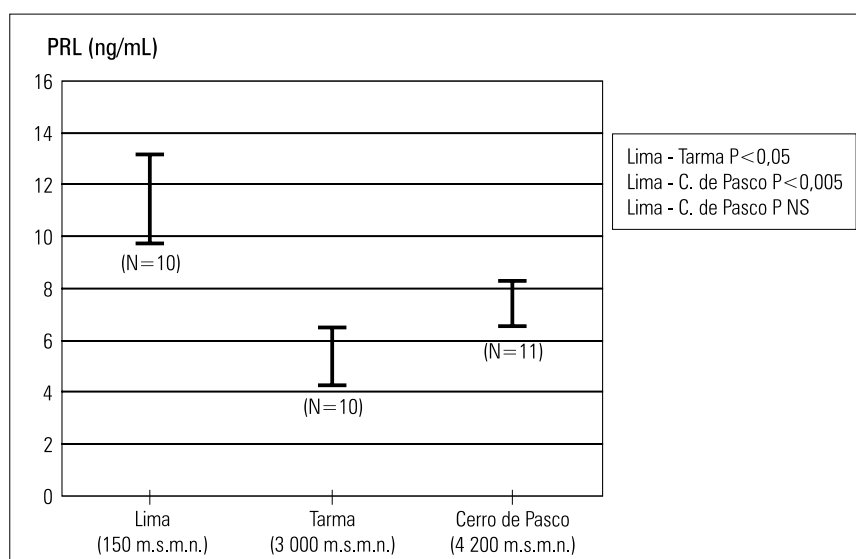 PRL (ng/mL)
16
14
12
10
8
6
4
2
0
(N=10)
(N=10)
(N=11)
Lima
(150 m.s.m.n.)
Tarma
(3 000 m.s.m.n.)
Cerro de Pasco
(4 200 m.s.m.n.)
Lima - Tarma P<0,05
Lima - C. de Pasco P<0,005
Lima - C. de Pasco P NS